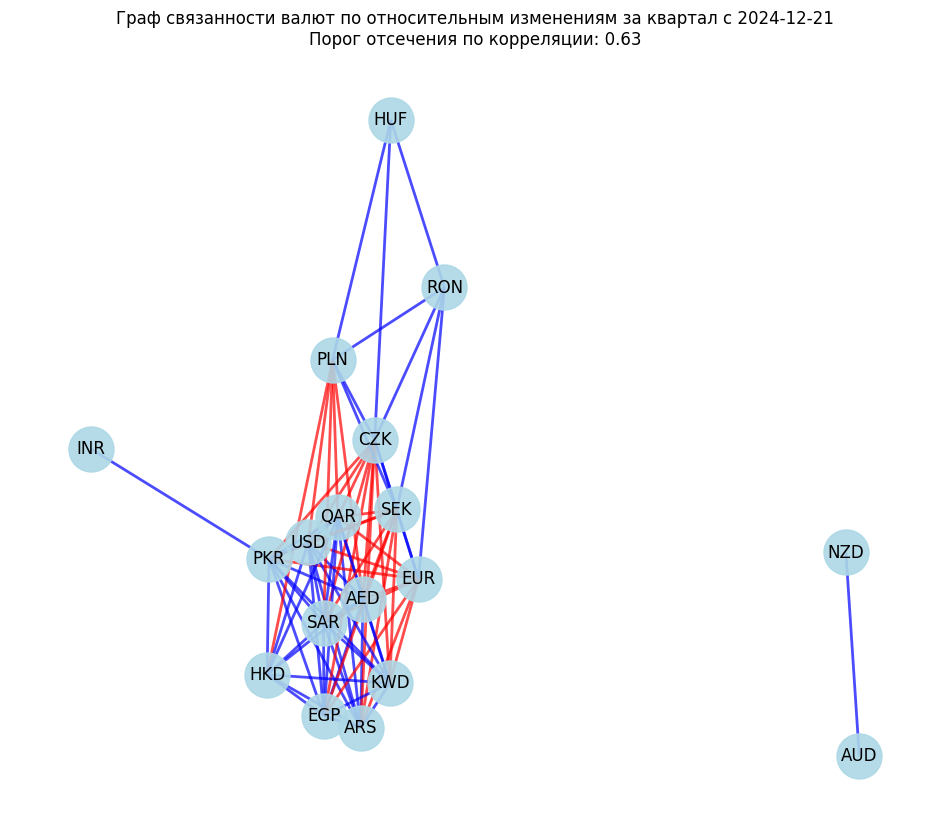 Граф связанности валют по относительным изменениям за квартал с 2024-12-21
Порог отсечения по корреляции: 0.63
HUF
RON
PLN
CZK
INR
SEK
QAR
USD
NZD
PKR
EUR
AED
SAR
HKD
KWD
EGP
ARS
AUD